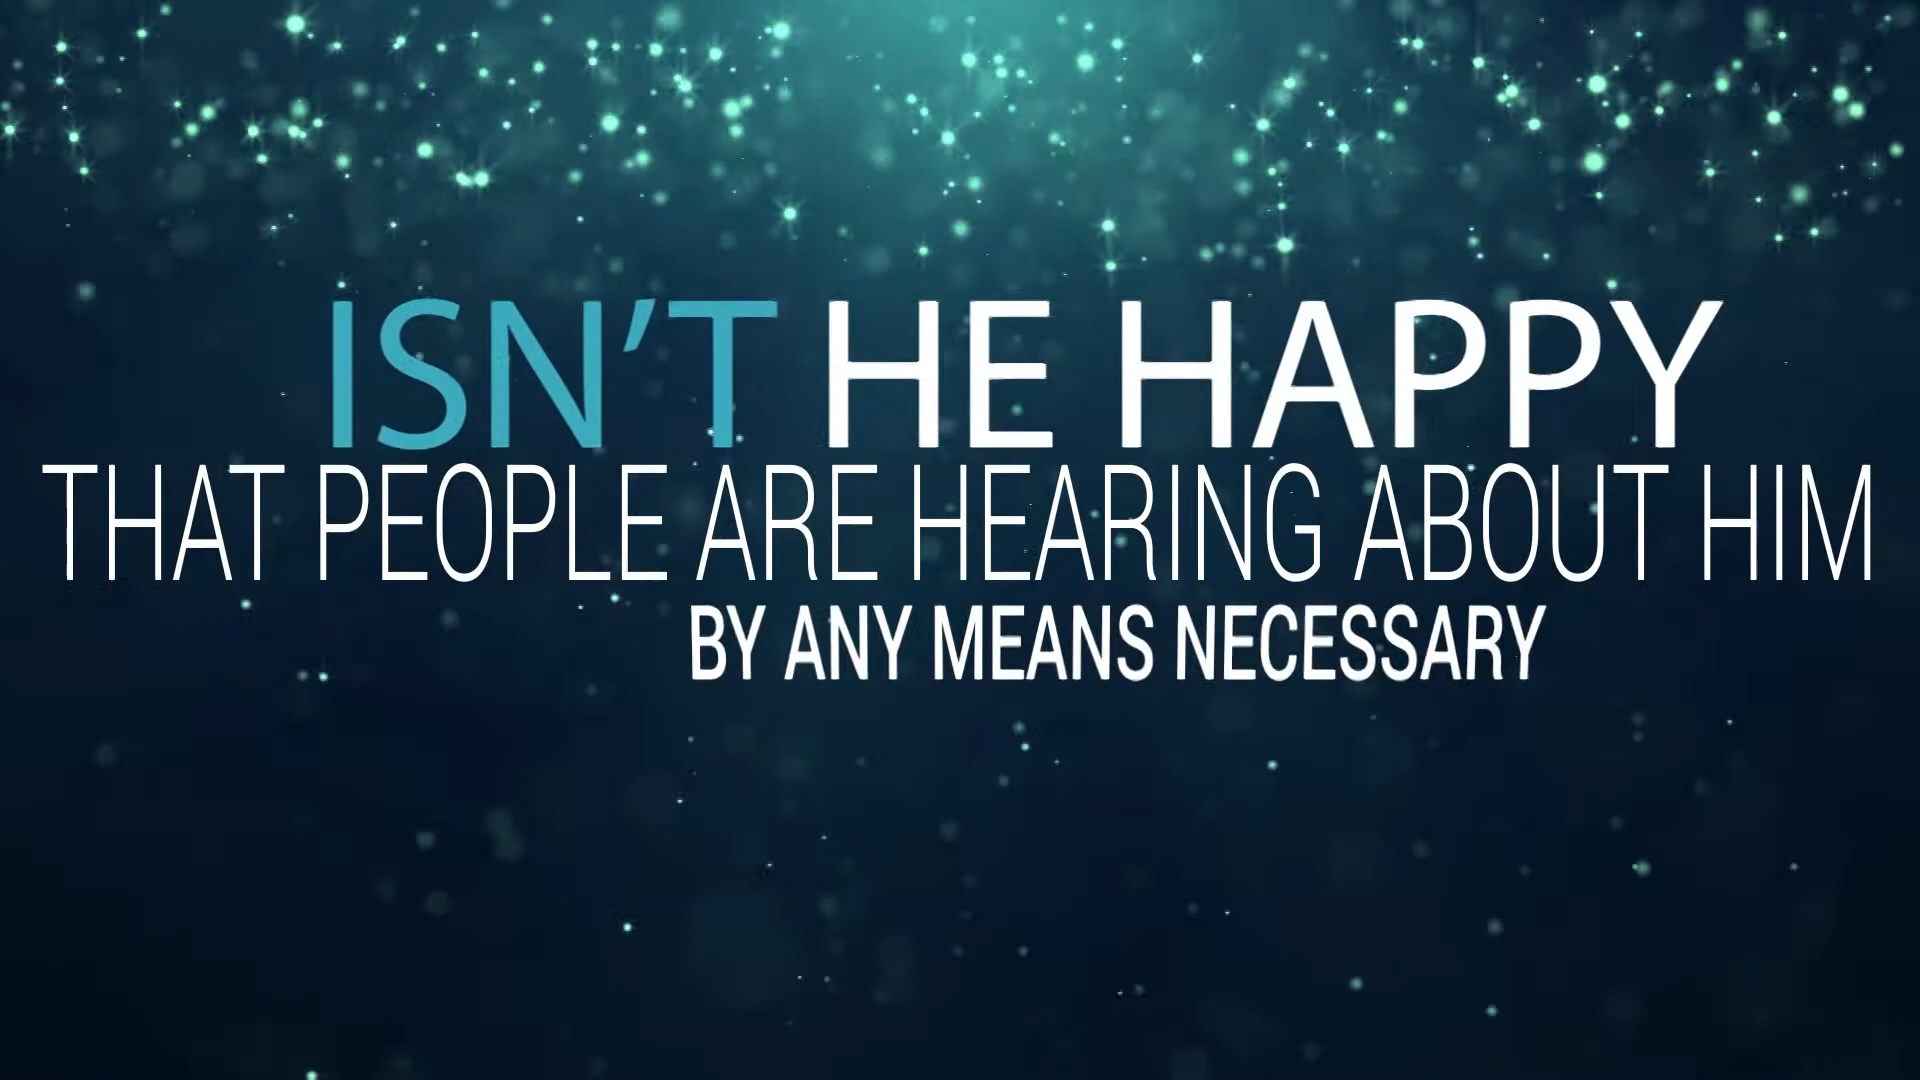 ISN'T HE HAPPY
THAT PEOPLE ARE HEARING ABOUT HIM
BY ANY MEANS NECESSARY